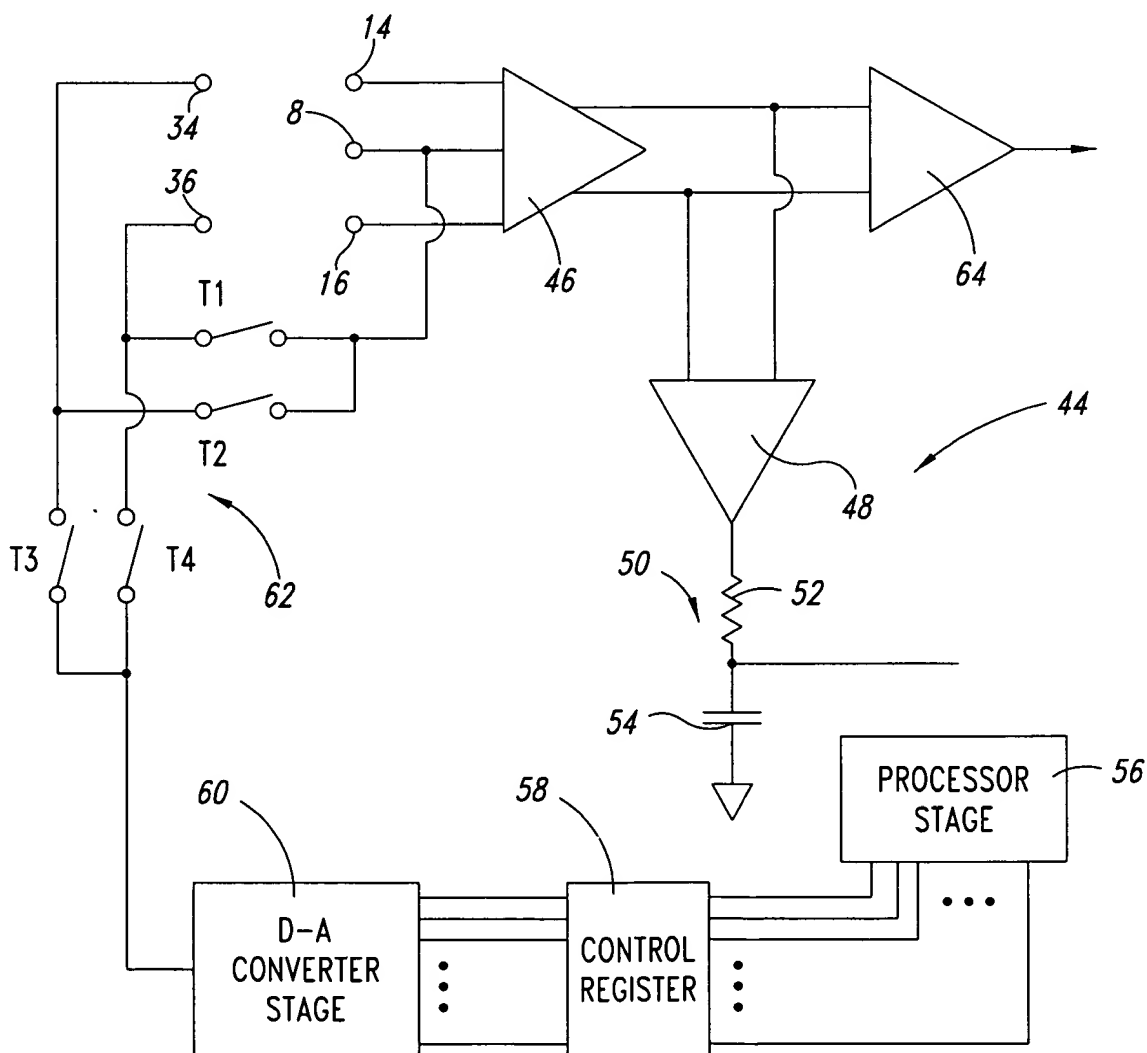 14
34
8
36
16
46
64
T1
T2
44
48
T3
T4
62
50
52
54
56
PROCESSOR
STAGE
60
58
D-A
CONVERTER
STAGE
CONTROL
REGISTER